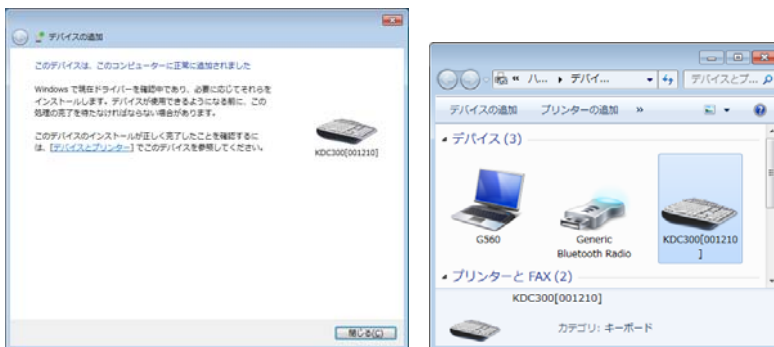 デバイスの追加
このデバイスは、このコンピューターに正常に追加されました
Windows で現在ドライバーを確認中であり、必要に応じてそれらを
インストールします。デバイスが使用できるようになる前に、この
処理の完了を待たなければならない場合があります。
このデバイスのインストールが正しく完了したことを確認するに
は、[デバイスとプリンター] でこのデバイスを参照してください。
KDC300[001210]
閉じる(C)
« ハ... ▸ デバイ...
デバイスとプ...
デバイスの追加 プリンターの追加 »
デバイス (3)
G560
Generic
Bluetooth Radio
KDC300[001210
]
プリンターと FAX (2)
KDC300[001210]
カテゴリ: キーボード